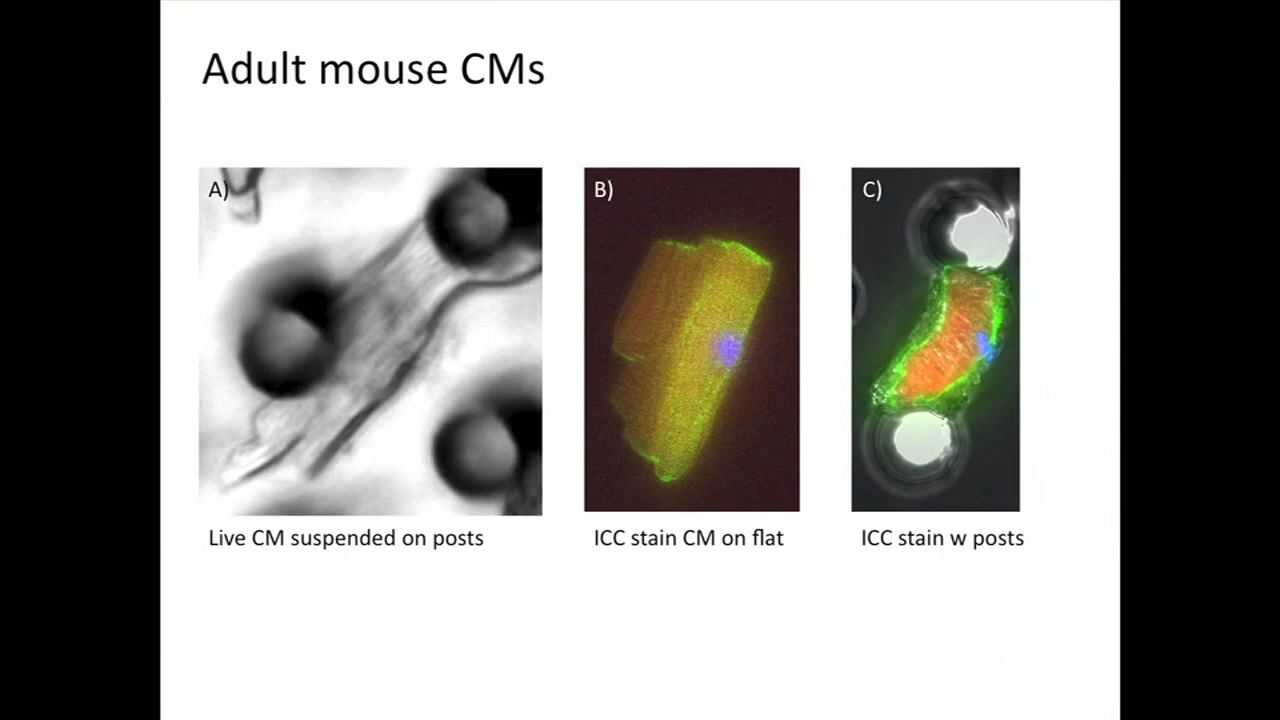 Adult mouse CMs
A)
B)
C)
Live CM suspended on posts
ICC stain CM on flat
ICC stain w posts